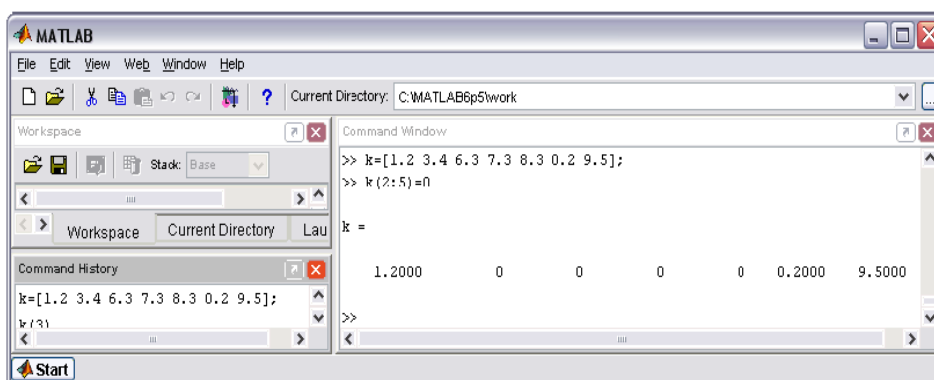 MATLAB
File Edit View Web Window Help
Current Directory: C:\MATLAB6p5\work
Workspace
Stack: Base
Workspace Current Directory Lau
Command History
k=[1.2 3.4 6.3 7.3 8.3 0.2 9.5];
k(3)
Command Window
>> k=[1.2 3.4 6.3 7.3 8.3 0.2 9.5];
>> k(2:5)=0
k =
1.2000 0 0 0 0 0.2000 9.5000
>>
Start